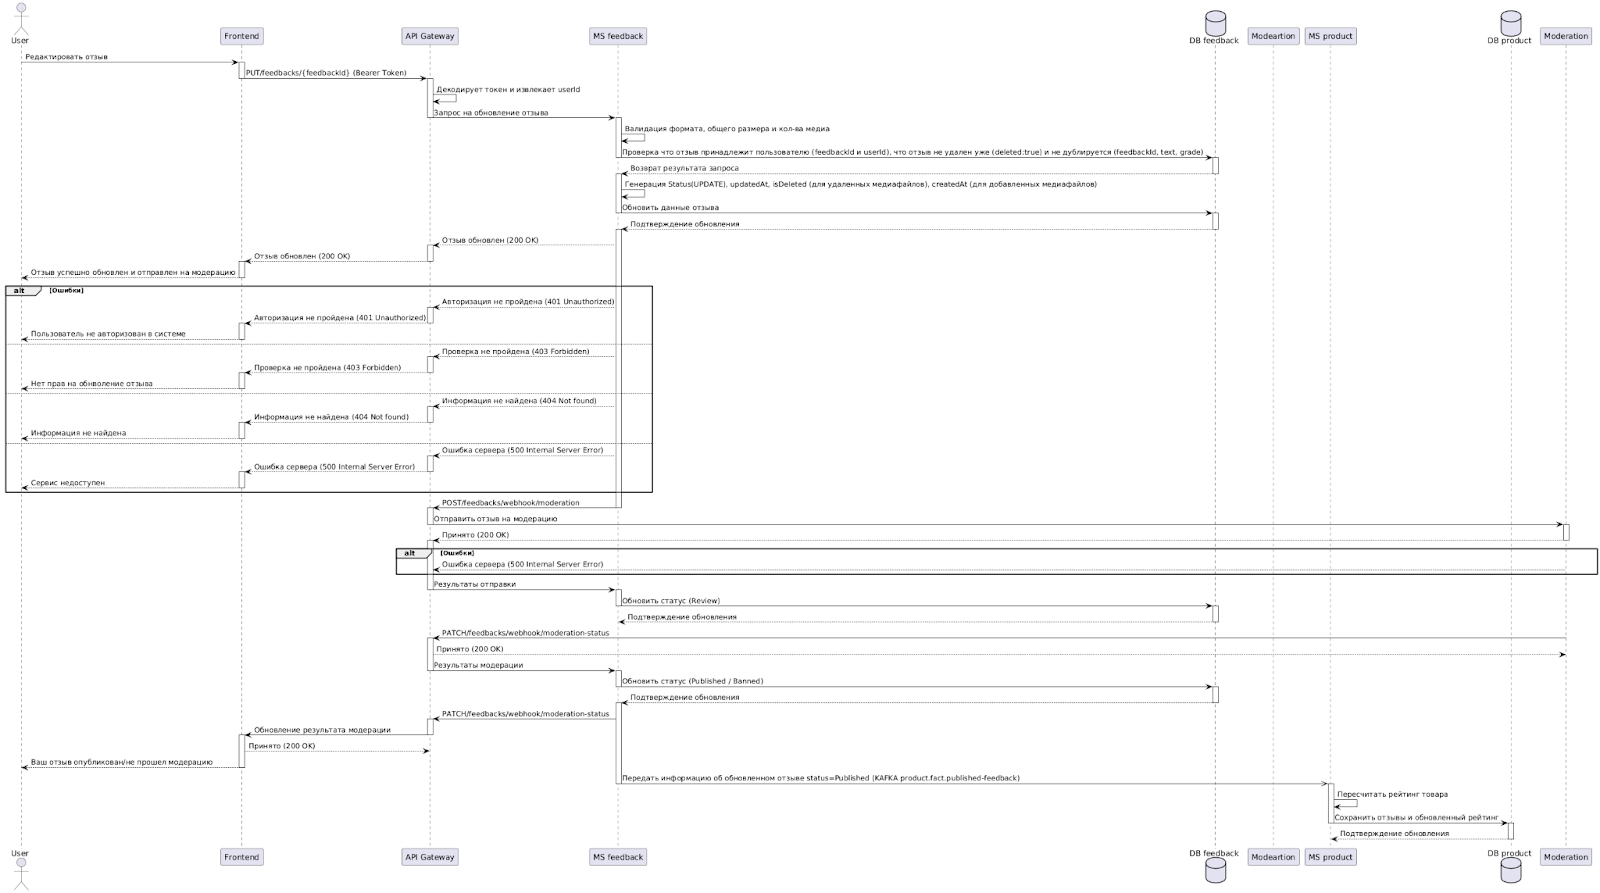 User
Frontend
API Gateway
MS feedback
DB feedback
Modeartion
MS product
DB product
Moderation
Редактировать отзыв
PUT/feedbacks/{feedbackId} (Bearer Token)
Декодирует токен и извлекает userId
Запрос на обновление отзыва
Валидация формата, общего размера и кол-ва медиа
Проверка что отзыв принадлежит пользователю (feedbackId и userId), что отзыв не удален уже (deleted:true) и не дублируется (feedbackId, text, grade)
Возврат результата запроса
Генерация Status(UPDATE), updatedAt, isDeleted (для удаленных медиафайлов), createdAt (для добавленных медиафайлов)
Обновить данные отзыва
Подтверждение обновления
Отзыв обновлен (200 OK)
Отзыв обновлен (200 OK)
Отзыв успешно обновлен и отправлен на модерацию
alt [Ошибки]
Авторизация не пройдена (401 Unauthorized)
Авторизация не пройдена (401 Unauthorized)
Пользователь не авторизован в системе
Проверка не пройдена (403 Forbidden)
Проверка не пройдена (403 Forbidden)
Нет прав на обнволение отзыва
Информация не найдена (404 Not found)
Информация не найдена (404 Not found)
Информация не найдена
Ошибка сервера (500 Internal Server Error)
Ошибка сервера (500 Internal Server Error)
Сервис недоступен
POST/feedbacks/webhook/moderation
Отправить отзыв на модерацию
Принято (200 OK)
alt [Ошибки]
Ошибка сервера (500 Internal Server Error)
Результаты отправки
Обновить статус (Review)
Подтверждение обновления
PATCH/feedbacks/webhook/moderation-status
Принято (200 OK)
Результаты модерации
Обновить статус (Published / Banned)
Подтверждение обновления
PATCH/feedbacks/webhook/moderation-status
Обновление результата модерации
Принято (200 OK)
Ваш отзыв опубликован/не прошел модерацию
Передать информацию об обновленном отзыве status=Published (KAFKA product.fact.published-feedback)
Пересчитать рейтинг товара
Сохранить отзывы и обновленный рейтинг
Подтверждение обновления
User
Frontend
API Gateway
MS feedback
DB feedback
Modeartion
MS product
DB product
Moderation